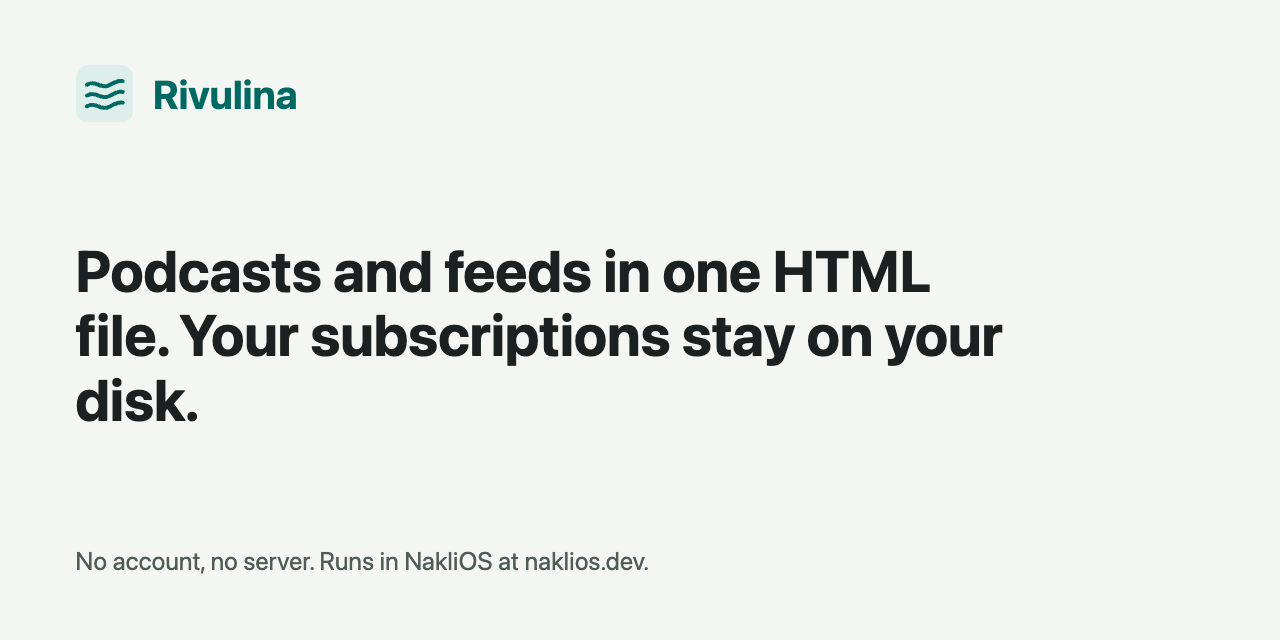 Rivulina
Podcasts and feeds in one HTML
file. Your subscriptions stay on your
disk.
No account, no server. Runs in NakliOS at naklios.dev.